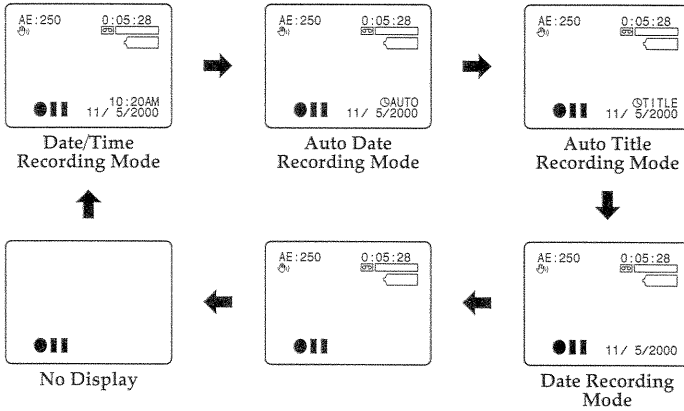 AE:250 0:05:28
10:20AM
11/ 5/2000
Date/Time
Recording Mode
AE:250 0:05:28
AUTO
11/ 5/2000
Auto Date
Recording Mode
AE:250 0:05:28
TITLE
11/ 5/2000
Auto Title
Recording Mode
No Display
AE:250 0:05:28
AE:250 0:05:28
11/ 5/2000
Date Recording
Mode